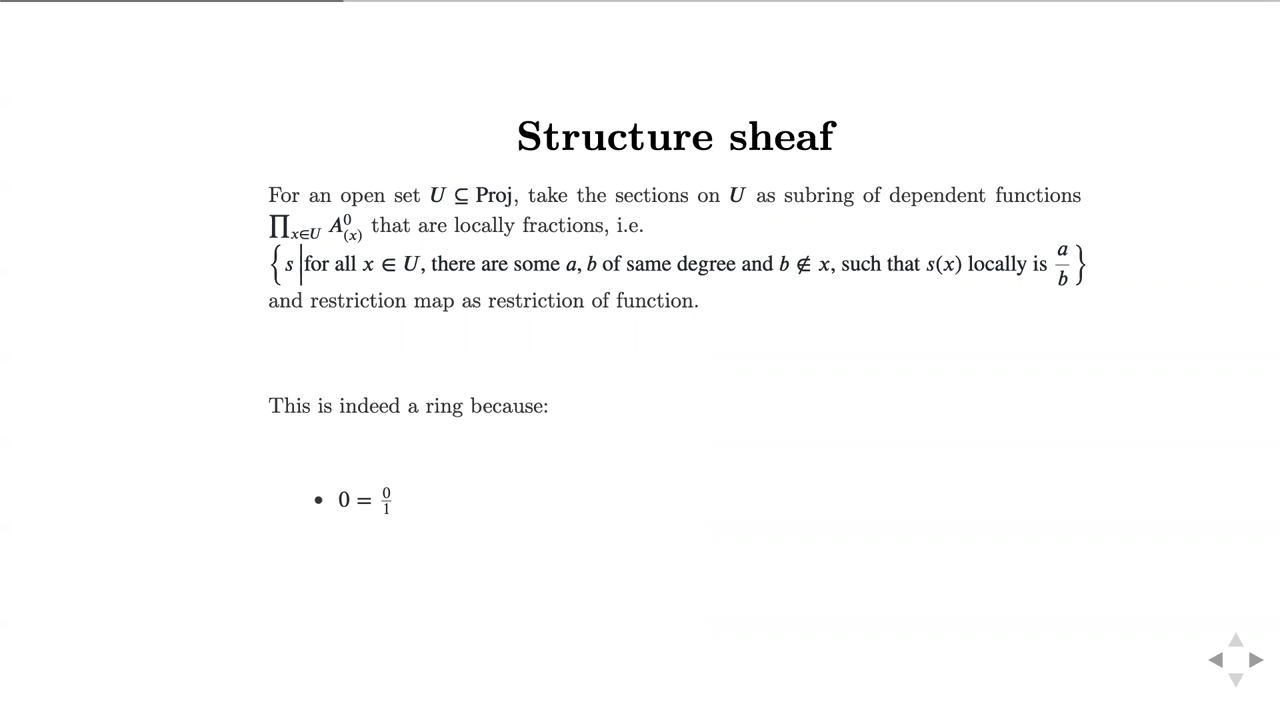 Structure sheaf
For an open set U ⊆ Proj, take the sections on U as subring of dependent functions
∏_{x∈U} A^0_{(x)} that are locally fractions, i.e.
{ s | for all x ∈ U, there are some a, b of same degree and b ∉ x, such that s(x) locally is a/b }
and restriction map as restriction of function.
This is indeed a ring because:
• 0 = 0/1